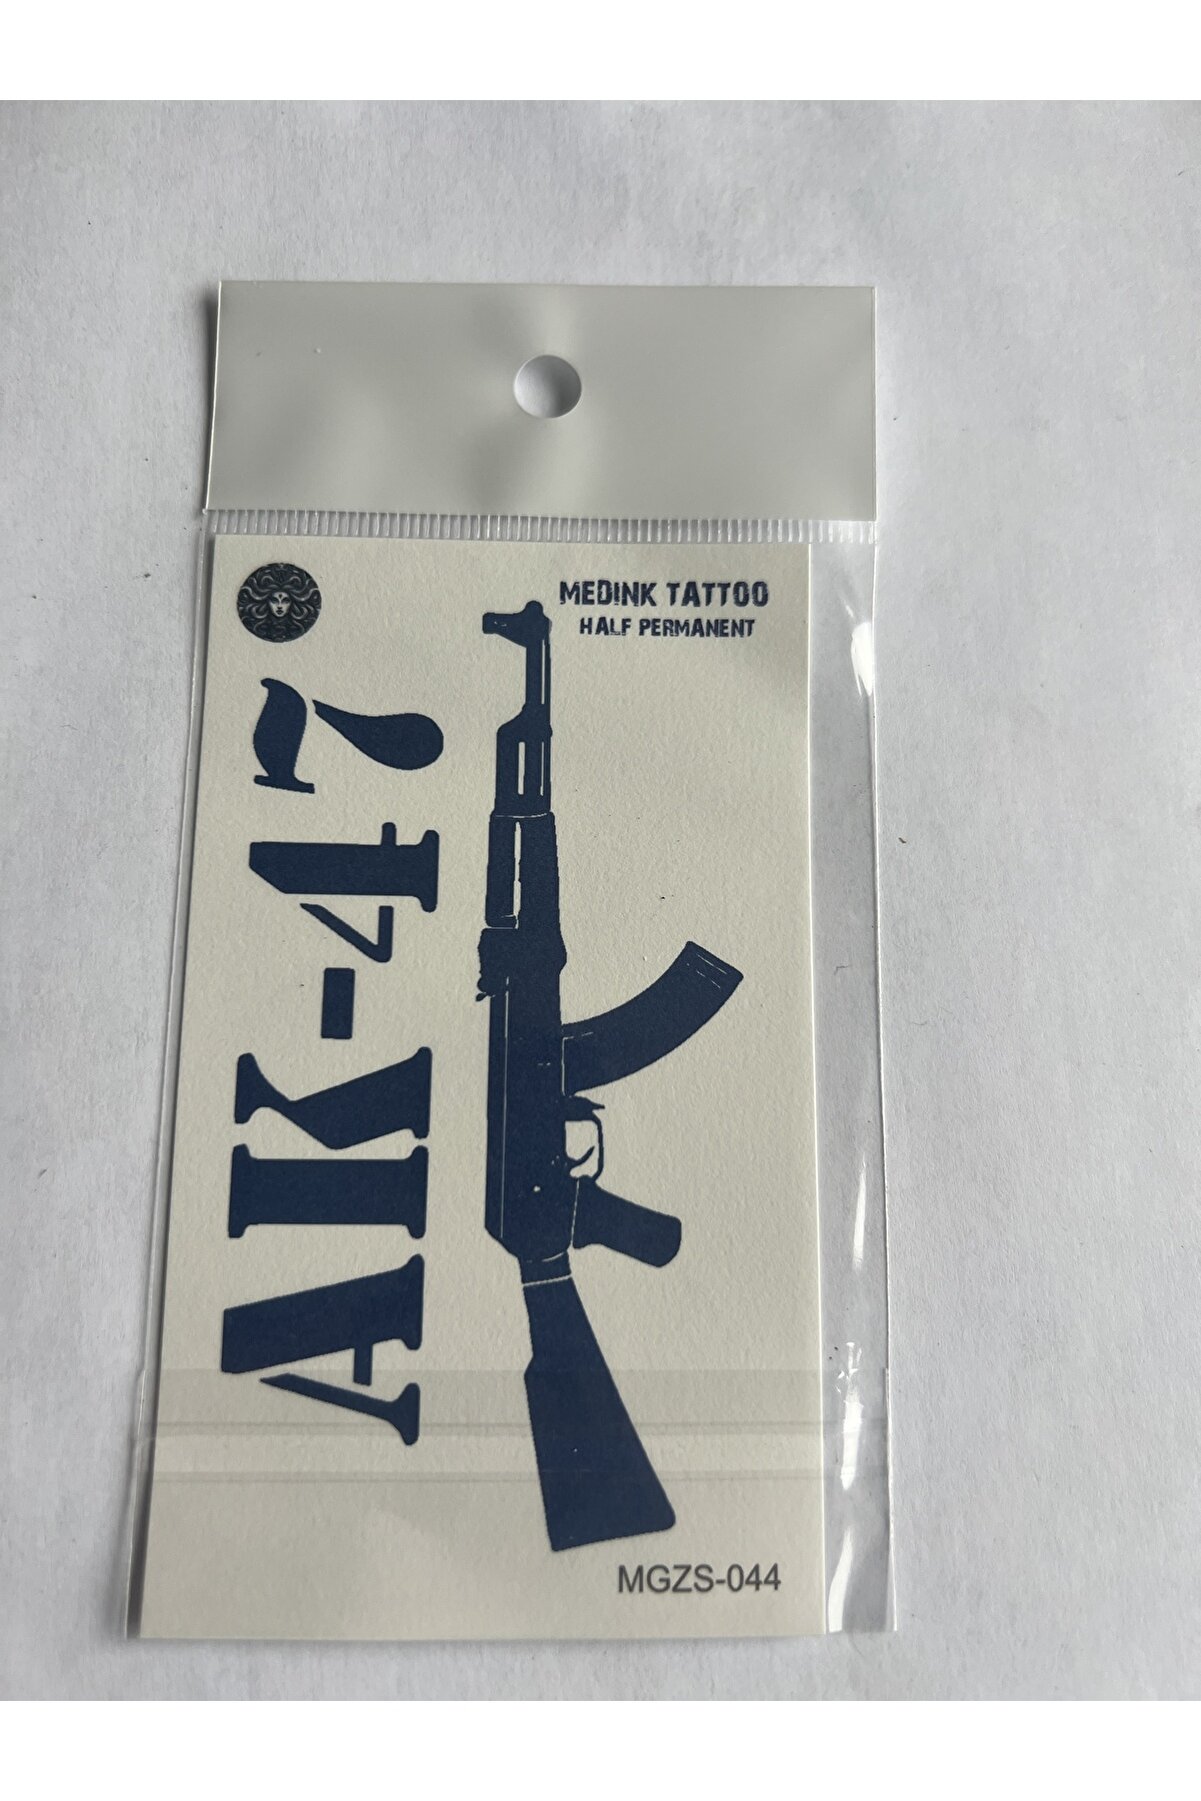 MEDINK TATTOO
HALF PERMANENT
AK-47
MGZS-044